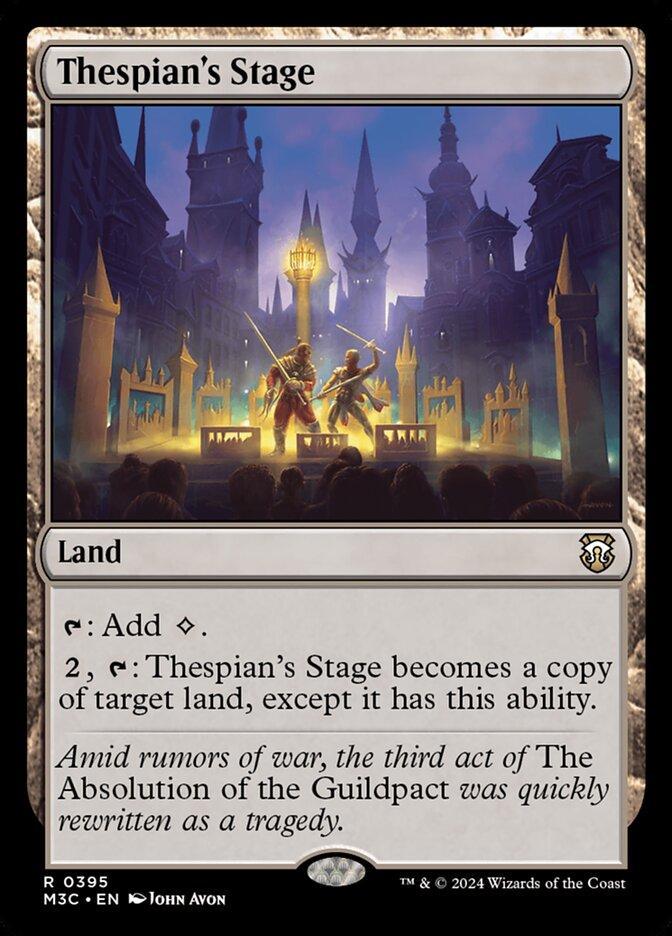 Thespian's Stage
Land
: Add .
2, : Thespian's Stage becomes a copy
of target land, except it has this ability.
Amid rumors of war, the third act of The
Absolution of the Guildpact was quickly
rewritten as a tragedy.
R 0395
M3C • EN John Avon
™ & © 2024 Wizards of the Coast